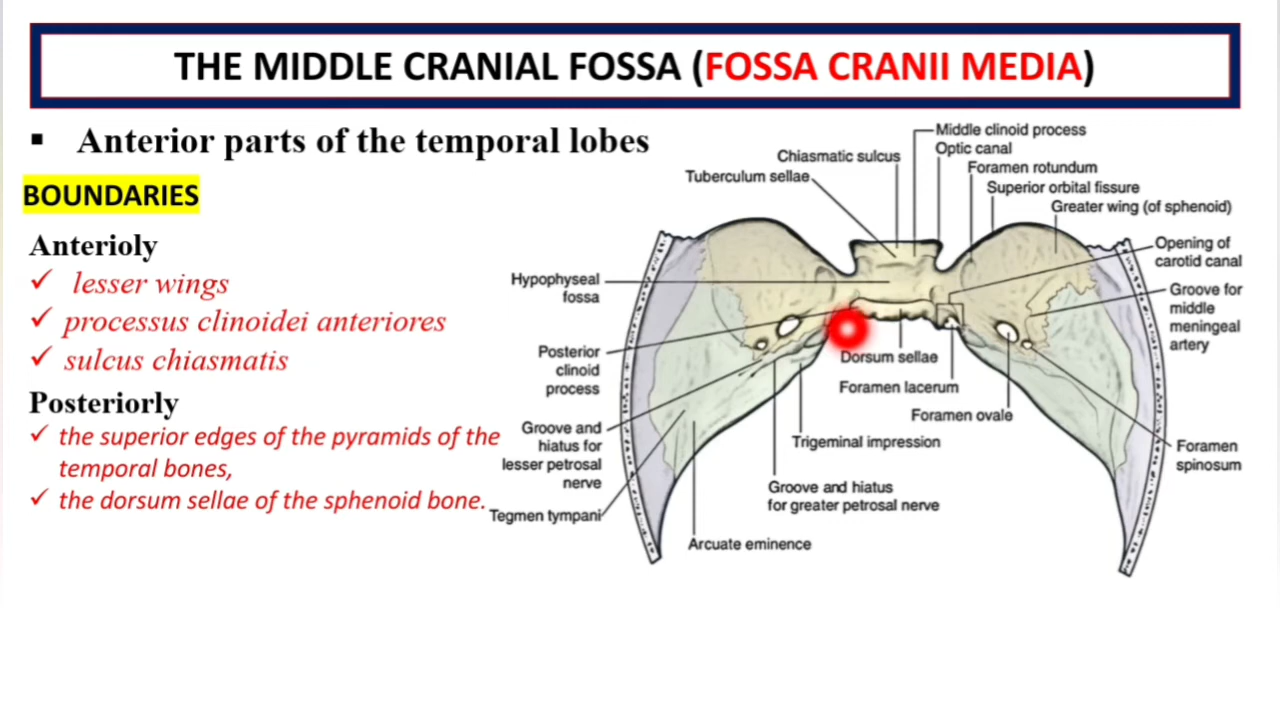 THE MIDDLE CRANIAL FOSSA (FOSSA CRANII MEDIA)
▪ Anterior parts of the temporal lobes
BOUNDARIES
Anterioly
✓ lesser wings
✓ processus clinoidei anteriores
✓ sulcus chiasmatis
Posteriorly
✓ the superior edges of the pyramids of the
temporal bones,
✓ the dorsum sellae of the sphenoid bone.
Middle clinoid process
Optic canal
Chiasmatic sulcus
Foramen rotundum
Tuberculum sellae
Superior orbital fissure
Greater wing (of sphenoid)
Opening of
carotid canal
Hypophyseal
fossa
Groove for
middle
meningeal
artery
Posterior
clinoid
process
Dorsum sellae
Foramen lacerum
Foramen ovale
Groove and
hiatus for
lesser petrosal
nerve
Trigeminal impression
Foramen
spinosum
Groove and hiatus
for greater petrosal nerve
Tegmen tympani
Arcuate eminence